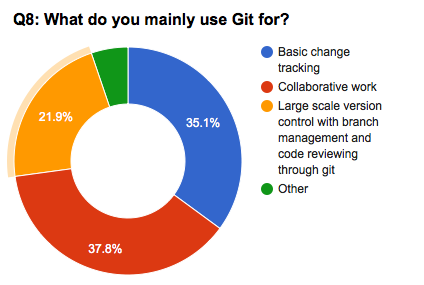 Q8: What do you mainly use Git for?
Basic change
tracking
35.1%
Collaborative work
Large scale version
21.9%
control with branch
management and
code reviewing
through git
Other
37.8%